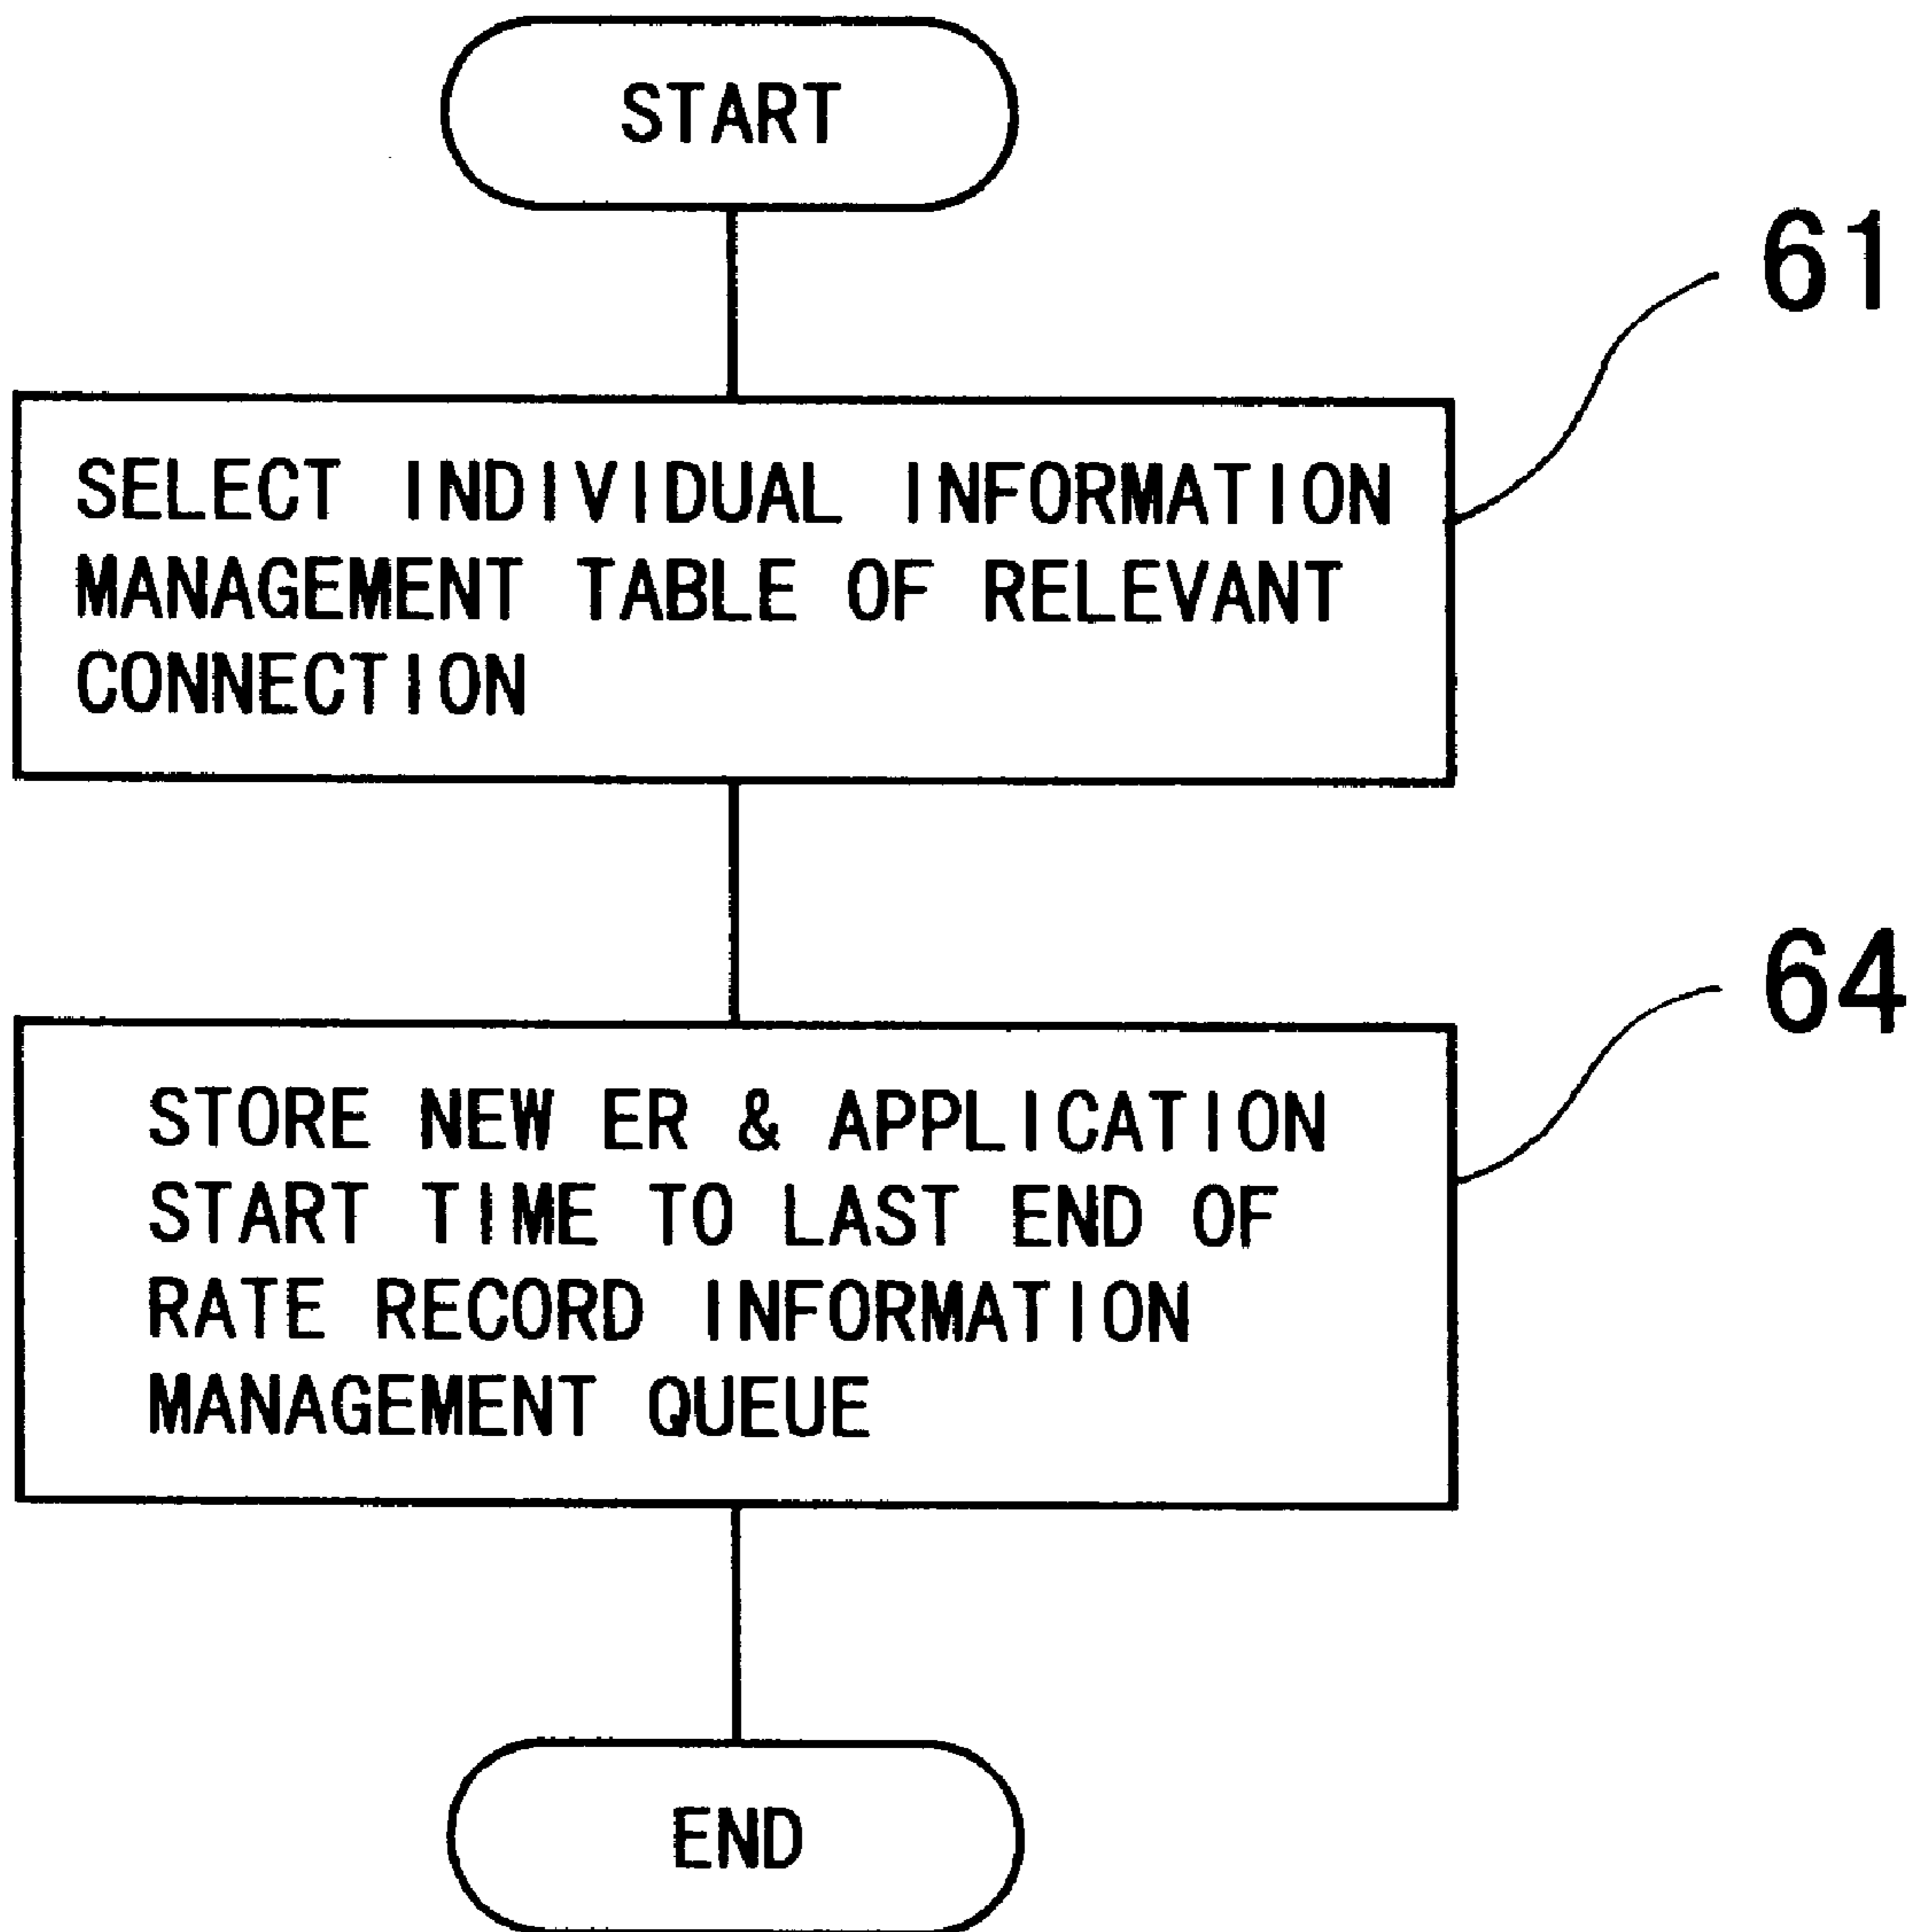 START
61
SELECT INDIVIDUAL INFORMATION
MANAGEMENT TABLE OF RELEVANT
CONNECTION
64
STORE NEW ER & APPLICATION
START TIME TO LAST END OF
RATE RECORD INFORMATION
MANAGEMENT QUEUE
END